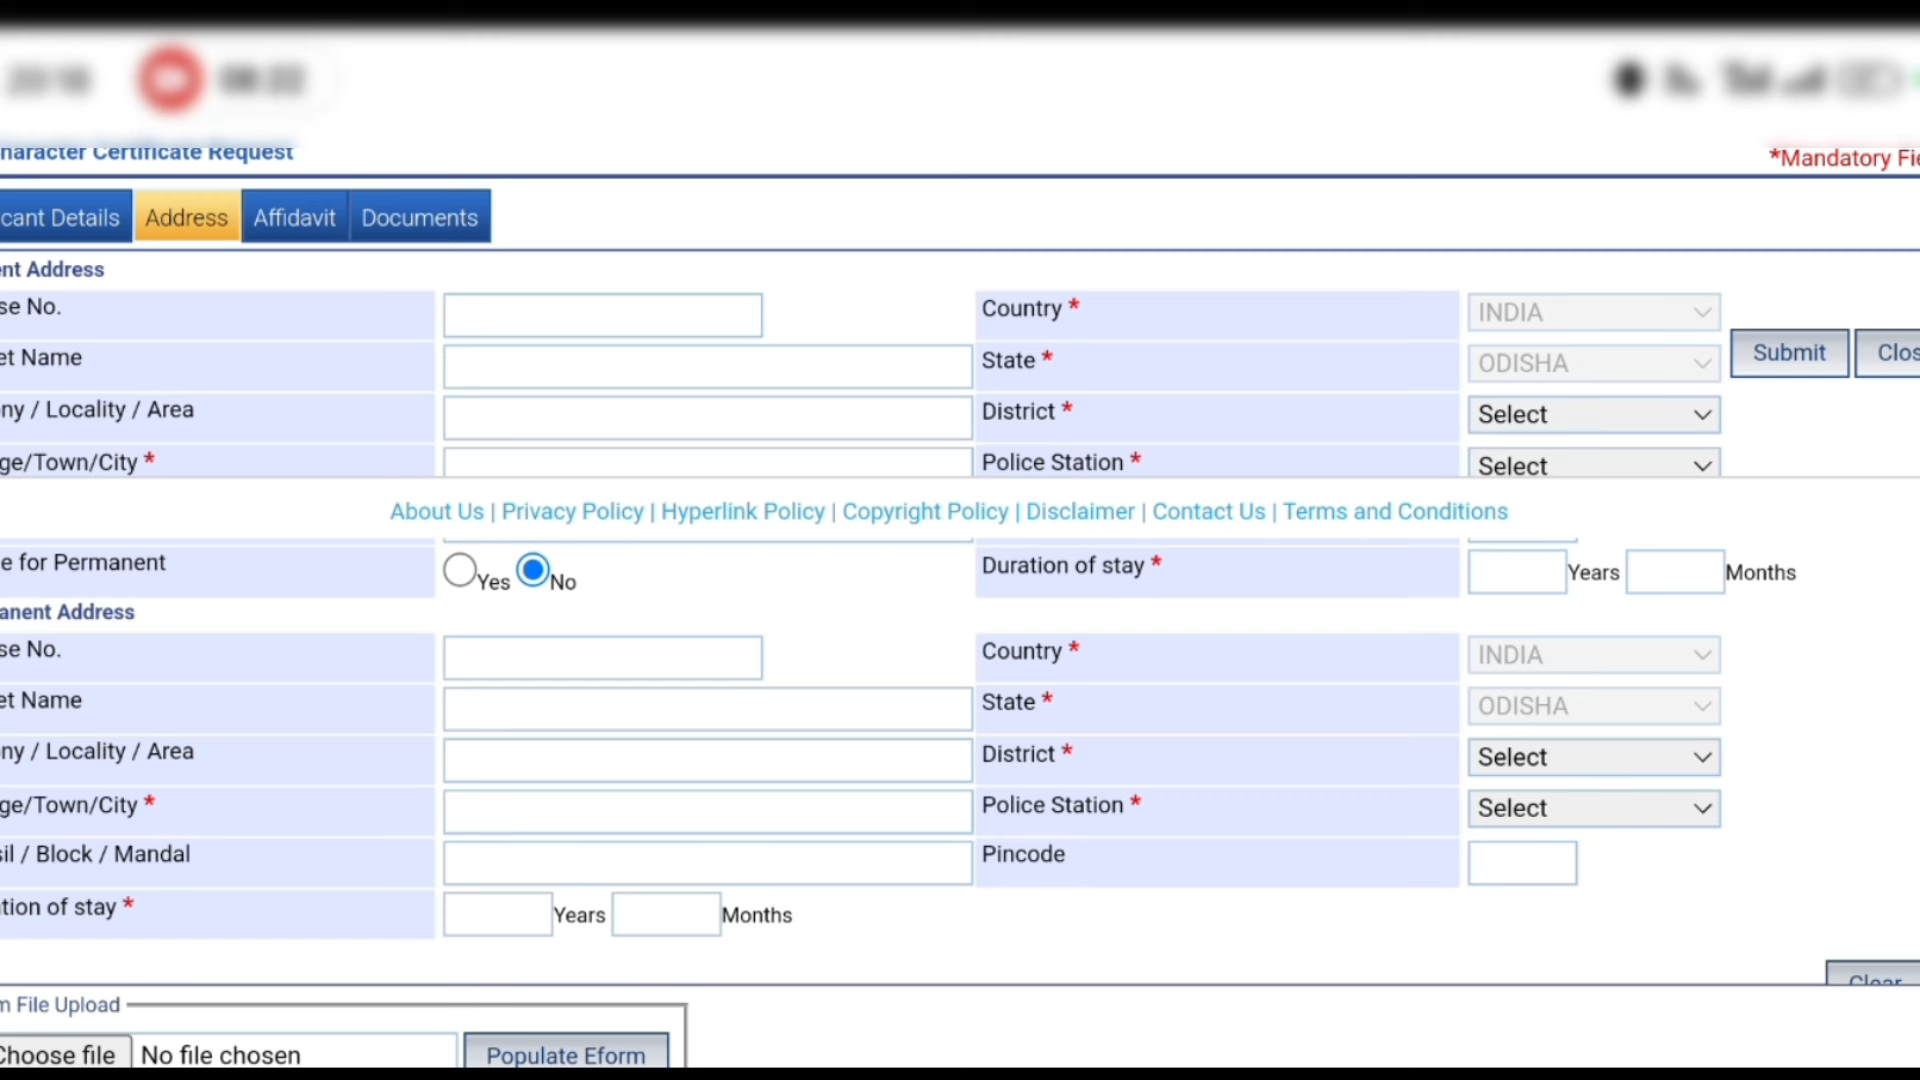 haracter Certificate Request
*Mandatory Fie
cant Details Address Affidavit Documents
ent Address
se No. Country * INDIA
et Name State * ODISHA Submit Clos
ny / Locality / Area District * Select
ge/Town/City * Police Station * Select
About Us | Privacy Policy | Hyperlink Policy | Copyright Policy | Disclaimer | Contact Us | Terms and Conditions
e for Permanent Yes No Duration of stay * Years Months
anent Address
se No. Country * INDIA
et Name State * ODISHA
ny / Locality / Area District * Select
ge/Town/City * Police Station * Select
sil / Block / Mandal Pincode
tion of stay * Years Months
Clear
m File Upload
Choose file No file chosen Populate Eform